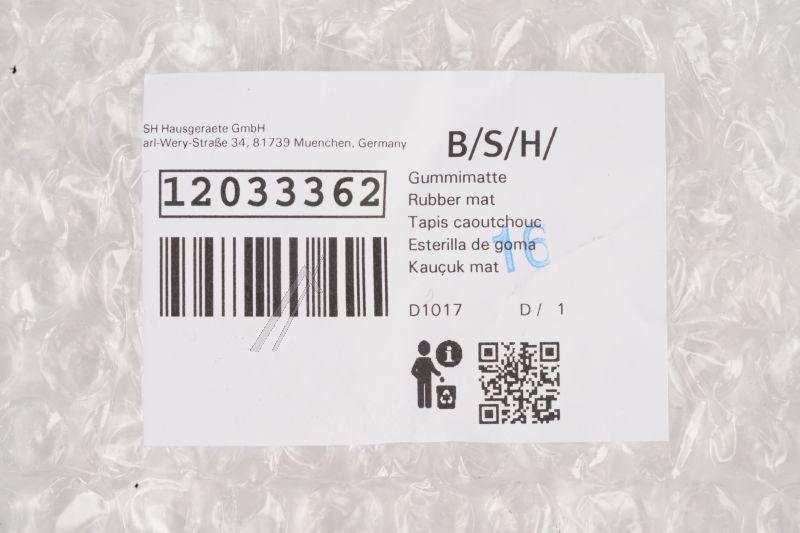 SH Hausgeraete GmbH
arl-Wery-Straße 34, 81739 Muenchen, Germany
B/S/H/
12033362
Gummimatte
Rubber mat
Tapis caoutchouc
Esterilla de goma
Kauçuk mat
16
D1017 D / 1
i